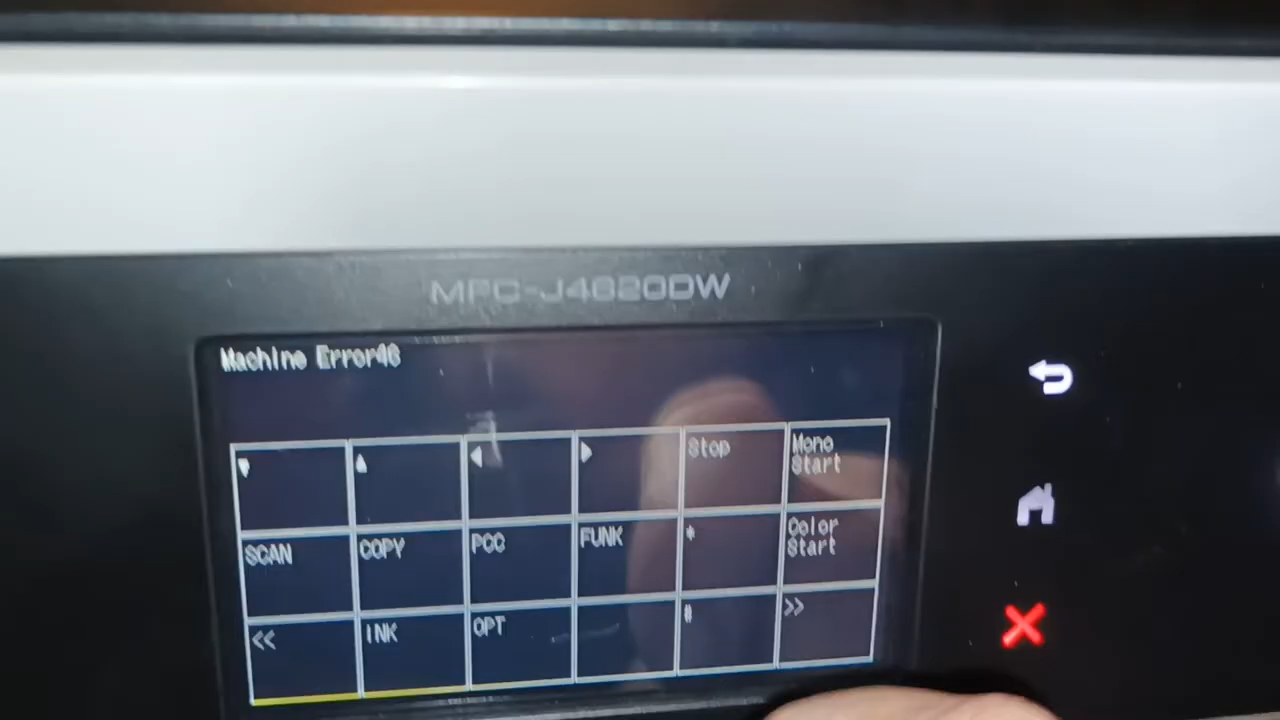 MFC-J4620DW
Machine Error46
Stop
Mono
Start
SCAN
COPY
PCC
FUNK
*
Color
Start
<<
INK
OPT
#
>>